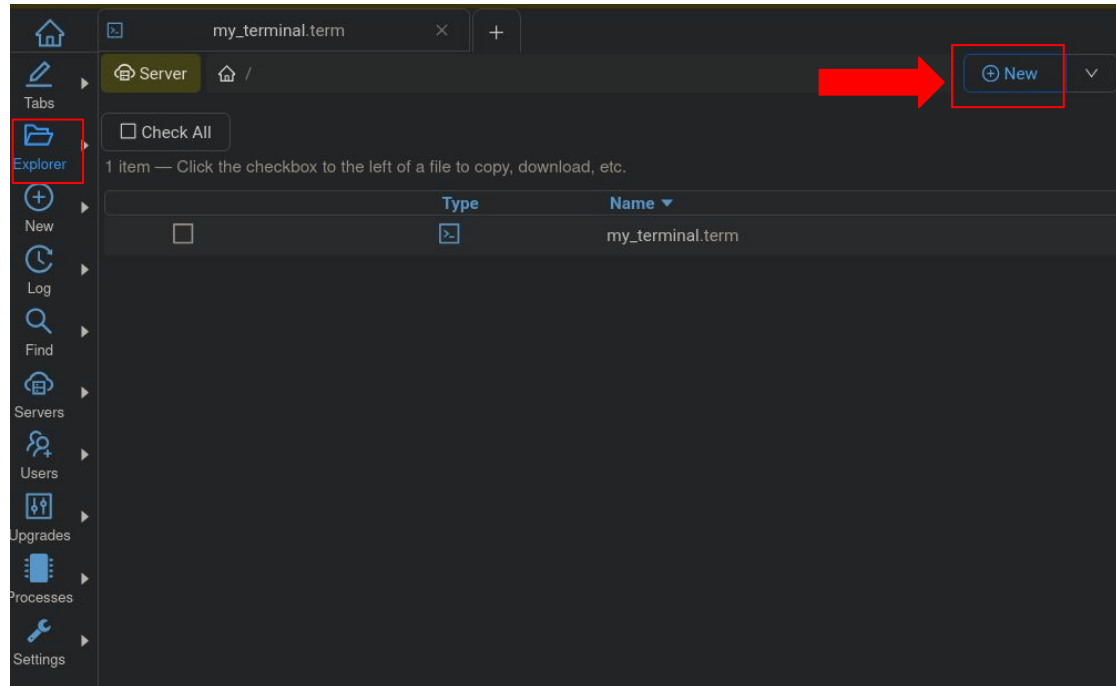 my_terminal.term
Server /
New
Tabs
Check All
Explorer
1 item — Click the checkbox to the left of a file to copy, download, etc.
Type Name
my_terminal.term
New
Log
Find
Servers
Users
Upgrades
Processes
Settings